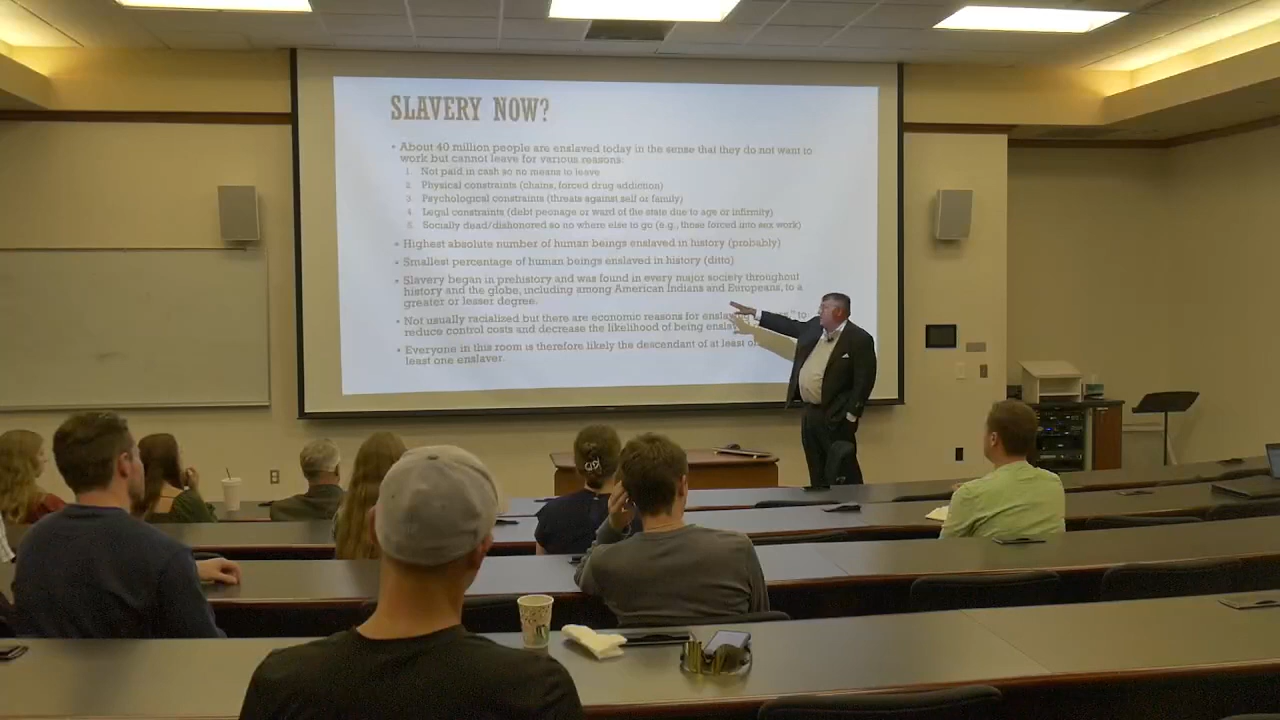 SLAVERY NOW?
• About 40 million people are enslaved today in the sense that they do not want to
work but cannot leave for various reasons:
1. Not paid in cash so no means to leave
2. Physical constraints (chains, forced drug addiction)
3. Psychological constraints (threats against self or family)
4. Legal constraints (debt peonage or ward of the state due to age or infirmity)
5. Socially dead/dishonored so no where else to go (e.g., those forced into sex work)
• Highest absolute number of human beings enslaved in history (probably)
• Smallest percentage of human beings enslaved in history (ditto)
• Slavery began in prehistory and was found in every major society throughout
history and the globe, including among American Indians and Europeans, to a
greater or lesser degree.
• Not usually racialized but there are economic reasons for enslaving to
reduce control costs and decrease the likelihood of being
• Everyone in this room is therefore likely the descendant of at least
least one enslaver.